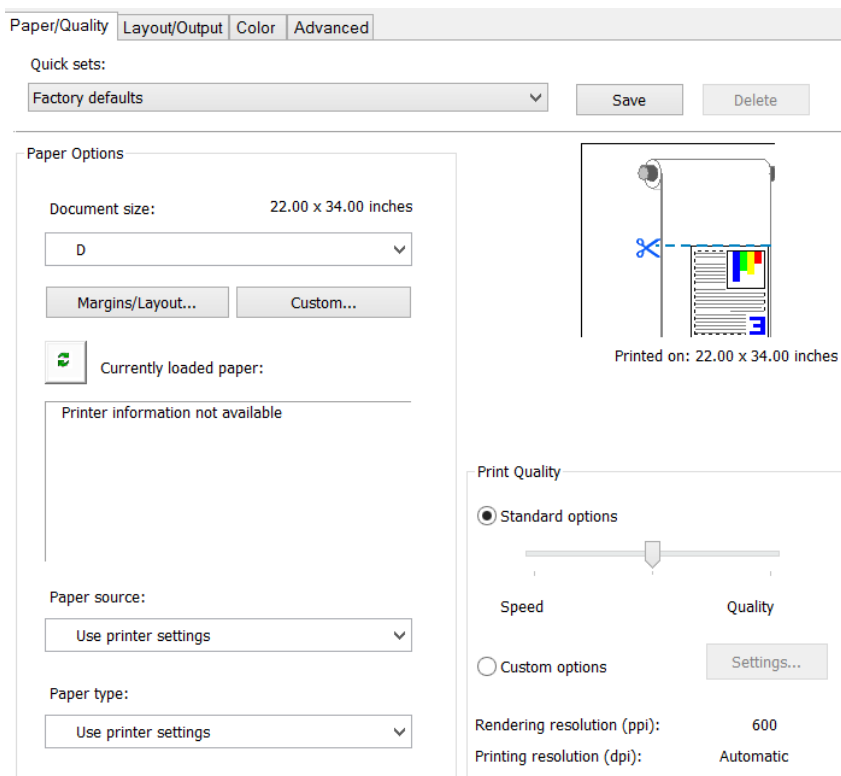 Paper/Quality Layout/Output Color Advanced
Quick sets:
Factory defaults
Save Delete
Paper Options
Document size: 22.00 x 34.00 inches
D
Margins/Layout... Custom...
Currently loaded paper:
Printer information not available
Paper source:
Use printer settings
Paper type:
Use printer settings
3
Printed on: 22.00 x 34.00 inches
Print Quality
Standard options
Speed Quality
Custom options Settings...
Rendering resolution (ppi): 600
Printing resolution (dpi): Automatic